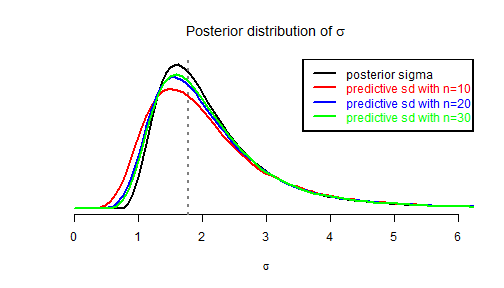 Posterior distribution of σ
posterior sigma
predictive sd with n=10
predictive sd with n=20
predictive sd with n=30
0 1 2 3 4 5 6
σ